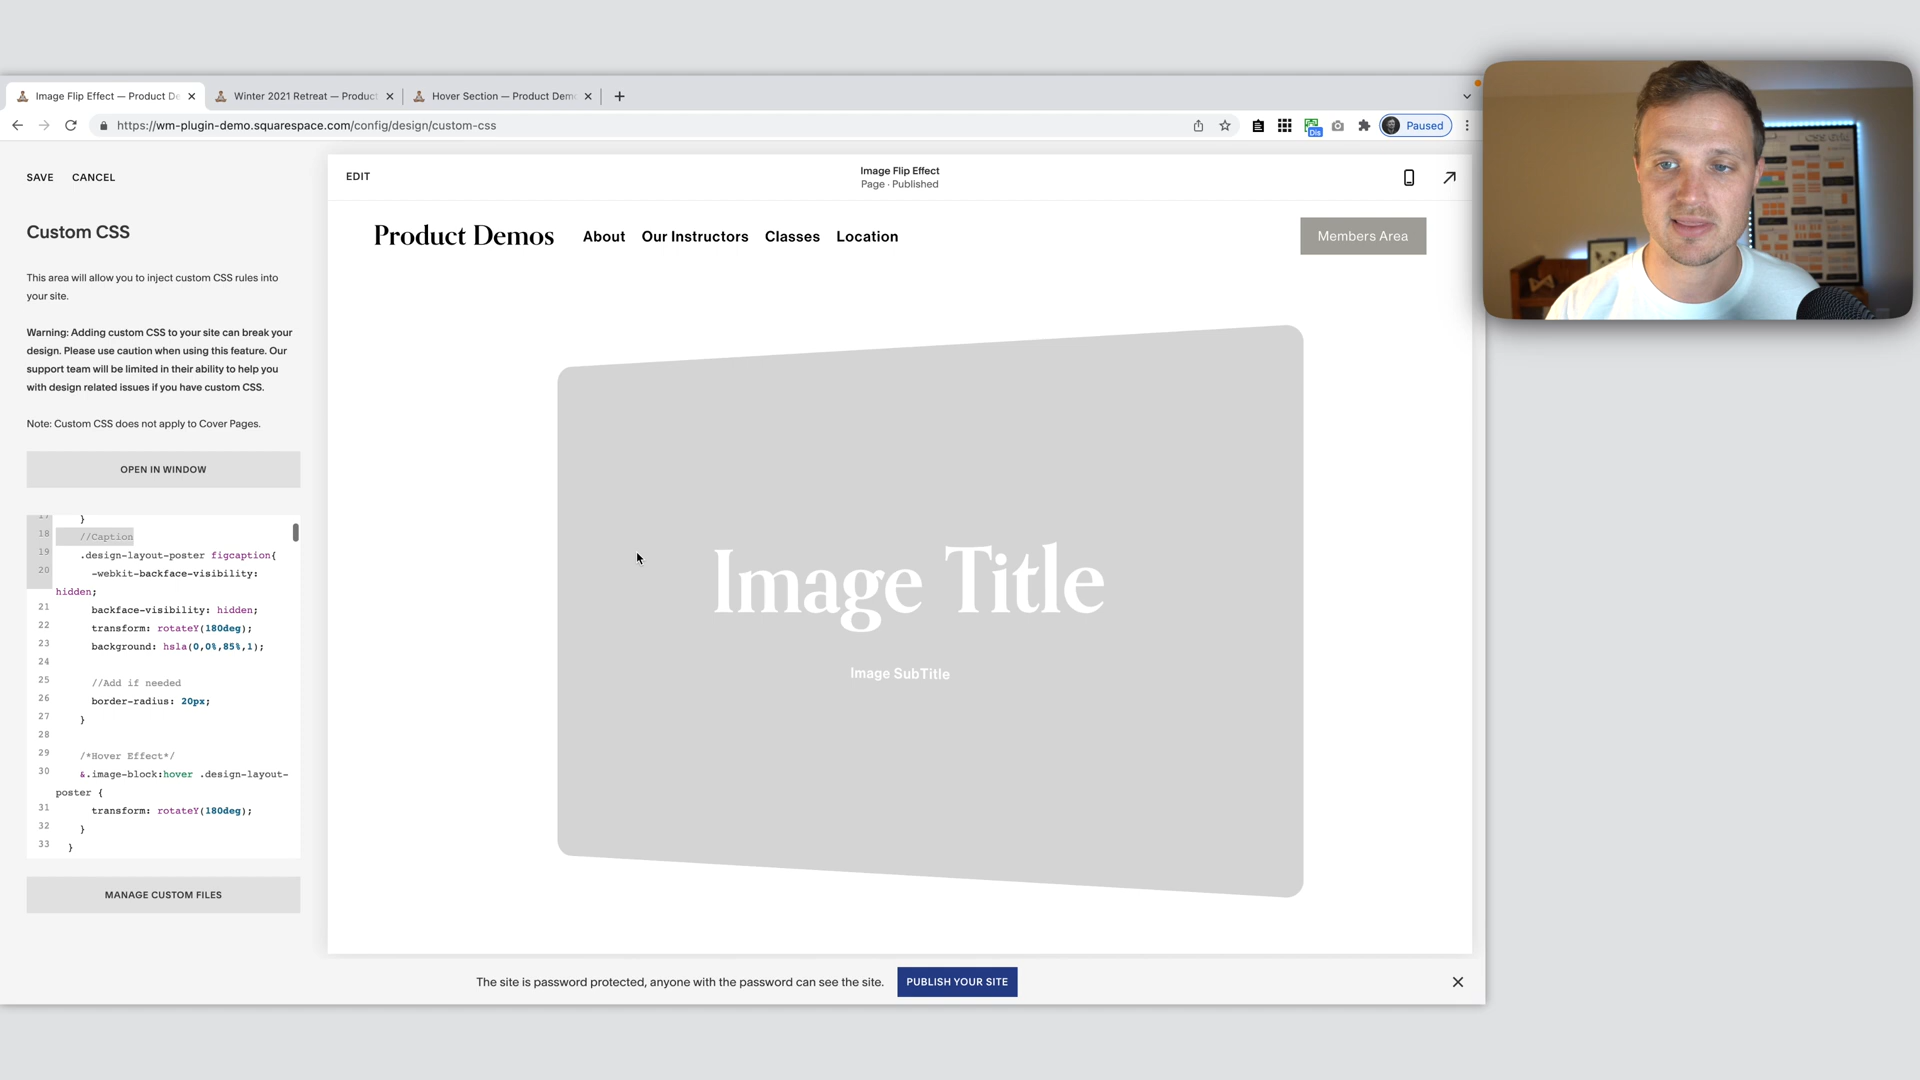 Image Flip Effect — Product De
Winter 2021 Retreat — Product
Hover Section — Product Demo
https://wm-plugin-demo.squarespace.com/config/design/custom-css
Dis
Paused
SAVE CANCEL
EDIT
Image Flip Effect
Page · Published
Custom CSS
This area will allow you to inject custom CSS rules into
your site.
Warning: Adding custom CSS to your site can break your
design. Please use caution when using this feature. Our
support team will be limited in their ability to help you
with design related issues if you have custom CSS.
Note: Custom CSS does not apply to Cover Pages.
OPEN IN WINDOW
17 }
18 //Caption
19 .design-layout-poster figcaption{
20 -webkit-backface-visibility:
hidden;
21 backface-visibility: hidden;
22 transform: rotateY(180deg);
23 background: hsla(0,0%,85%,1);
24
25 //Add if needed
26 border-radius: 20px;
27 }
28
29 /*Hover Effect*/
30 &.image-block:hover .design-layout-
poster {
31 transform: rotateY(180deg);
32 }
33 }
MANAGE CUSTOM FILES
Product Demos About Our Instructors Classes Location
Members Area
Image Title
Image SubTitle
The site is password protected, anyone with the password can see the site.
PUBLISH YOUR SITE